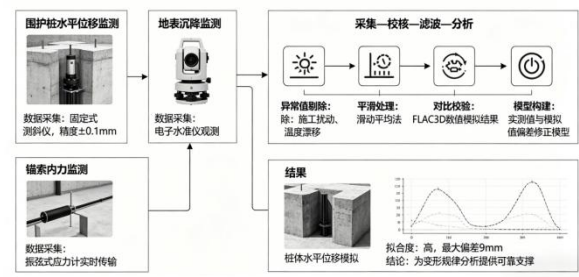 围护桩水平位移监测
数据采集：固定式
测斜仪，精度±0.1mm
锚索内力监测
数据采集：
振弦式应力计实时传输
地表沉降监测
数据采集：
电子水准仪观测
采集—校核—滤波—分析
异常值剔除：
除：施工扰动、
温度漂移
平滑处理：
滑动平均法
对比校验：
FLAC3D数值模拟结果
模型构建：
实测值与模拟
值偏差修正模型
结果
桩体水平位移模拟
拟合度：高，最大偏差9mm
结论：为变形规律分析提供可靠支撑